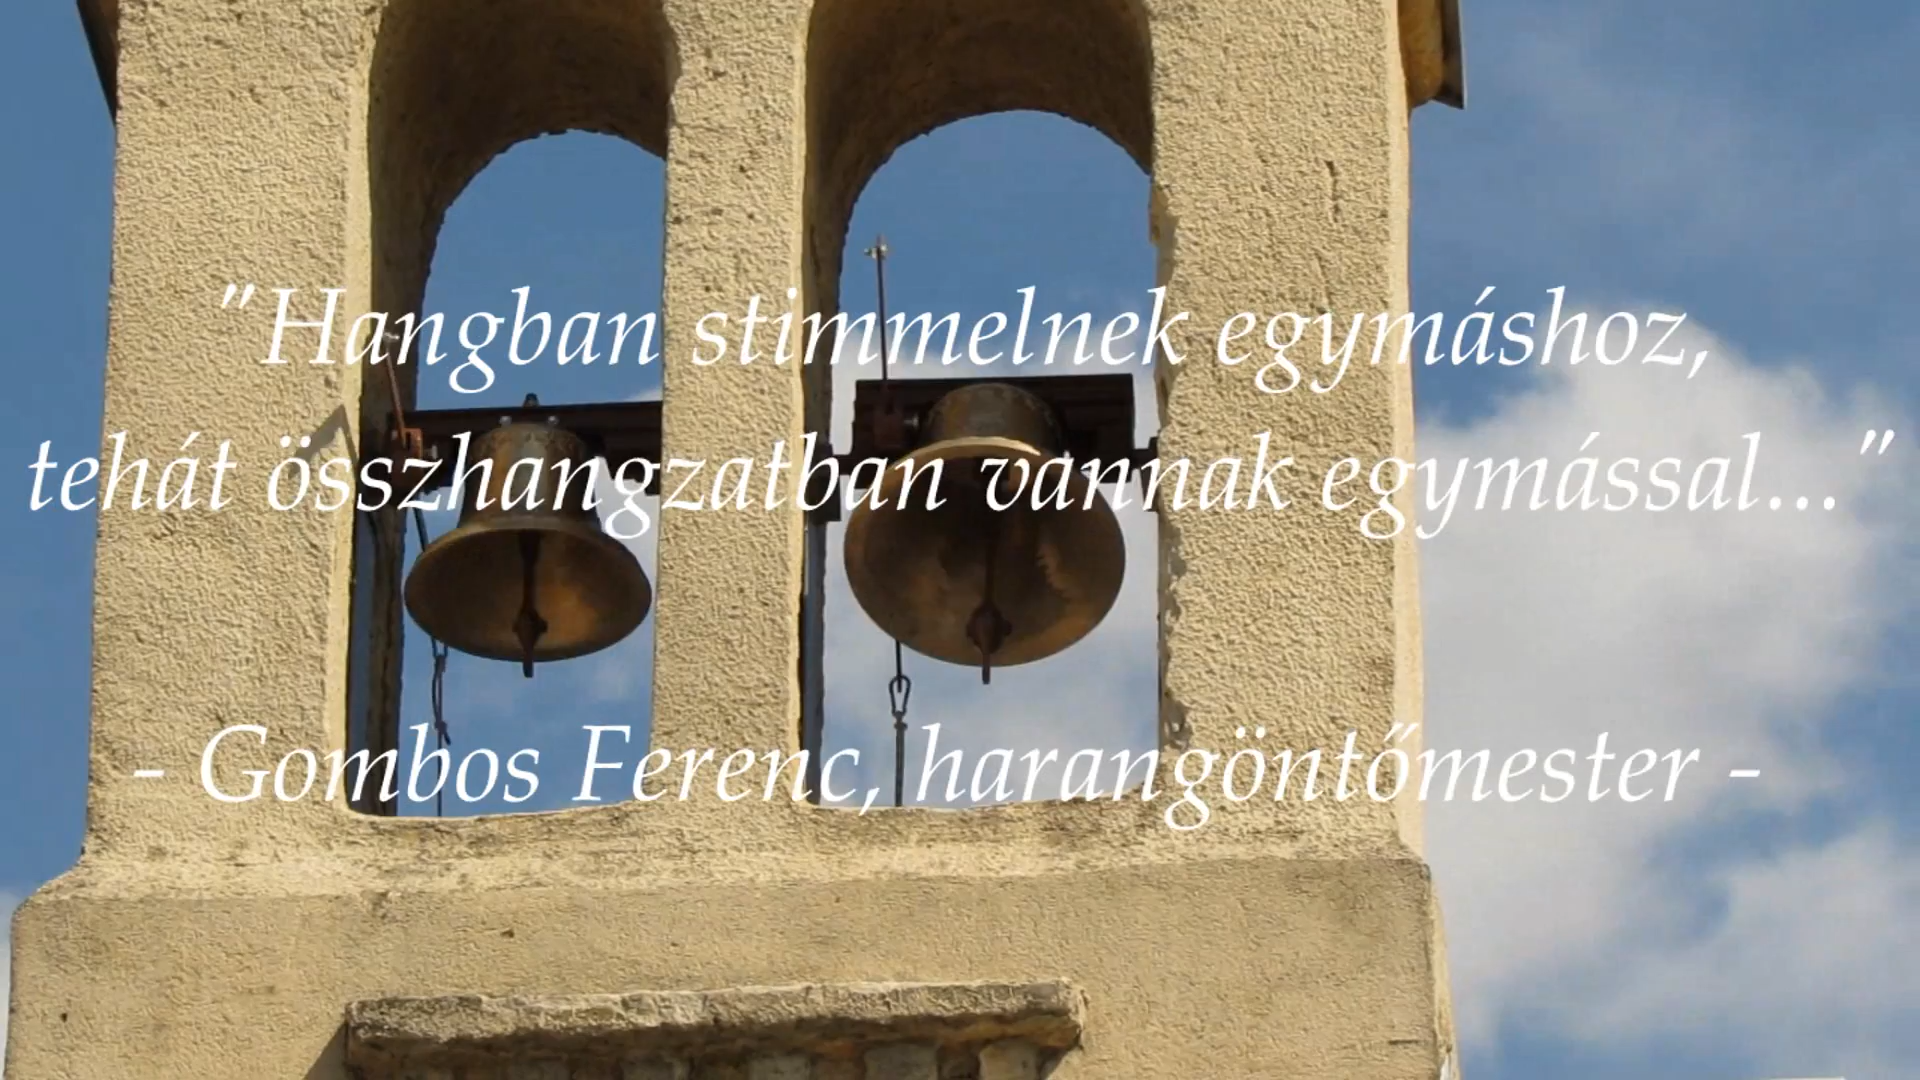 "Hangban stimmelnek egymáshoz,
tehát összhangzatban vannak egymással..."
- Gombos Ferenc, harangöntőmester -